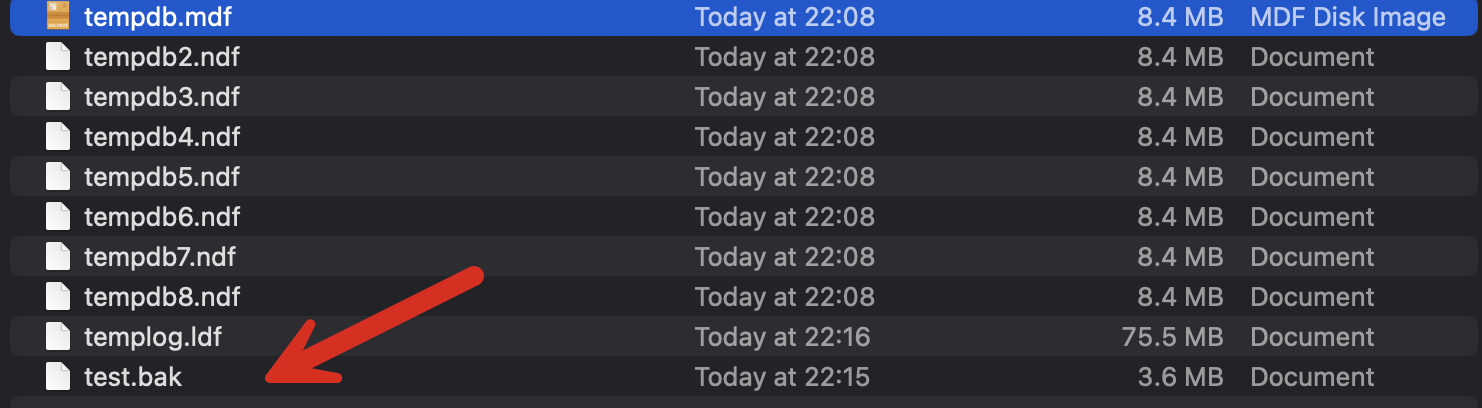 tempdb.mdf Today at 22:08 8.4 MB MDF Disk Image
tempdb2.ndf Today at 22:08 8.4 MB Document
tempdb3.ndf Today at 22:08 8.4 MB Document
tempdb4.ndf Today at 22:08 8.4 MB Document
tempdb5.ndf Today at 22:08 8.4 MB Document
tempdb6.ndf Today at 22:08 8.4 MB Document
tempdb7.ndf Today at 22:08 8.4 MB Document
tempdb8.ndf Today at 22:08 8.4 MB Document
templog.ldf Today at 22:16 75.5 MB Document
test.bak Today at 22:15 3.6 MB Document